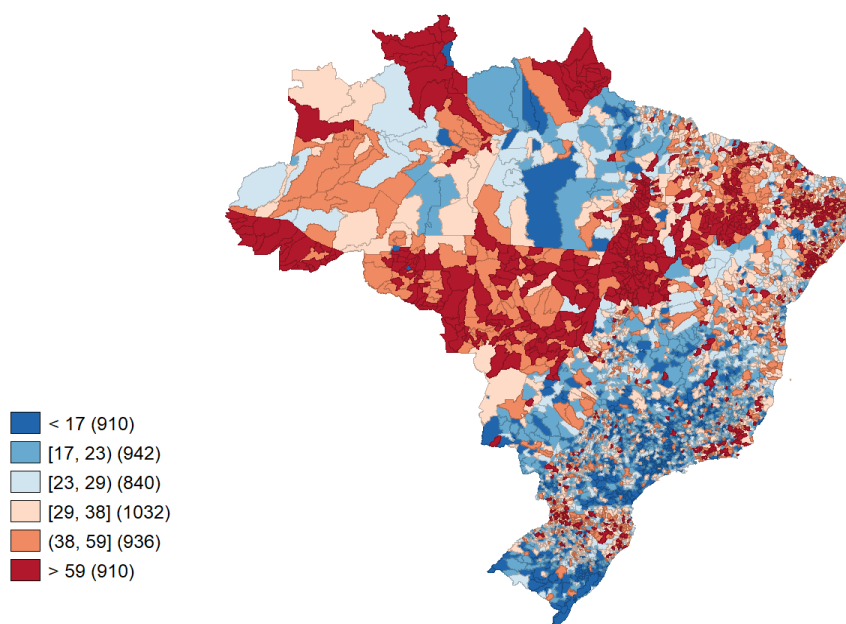 < 17 (910)
[17, 23) (942)
[23, 29) (840)
[29, 38] (1032)
(38, 59] (936)
> 59 (910)